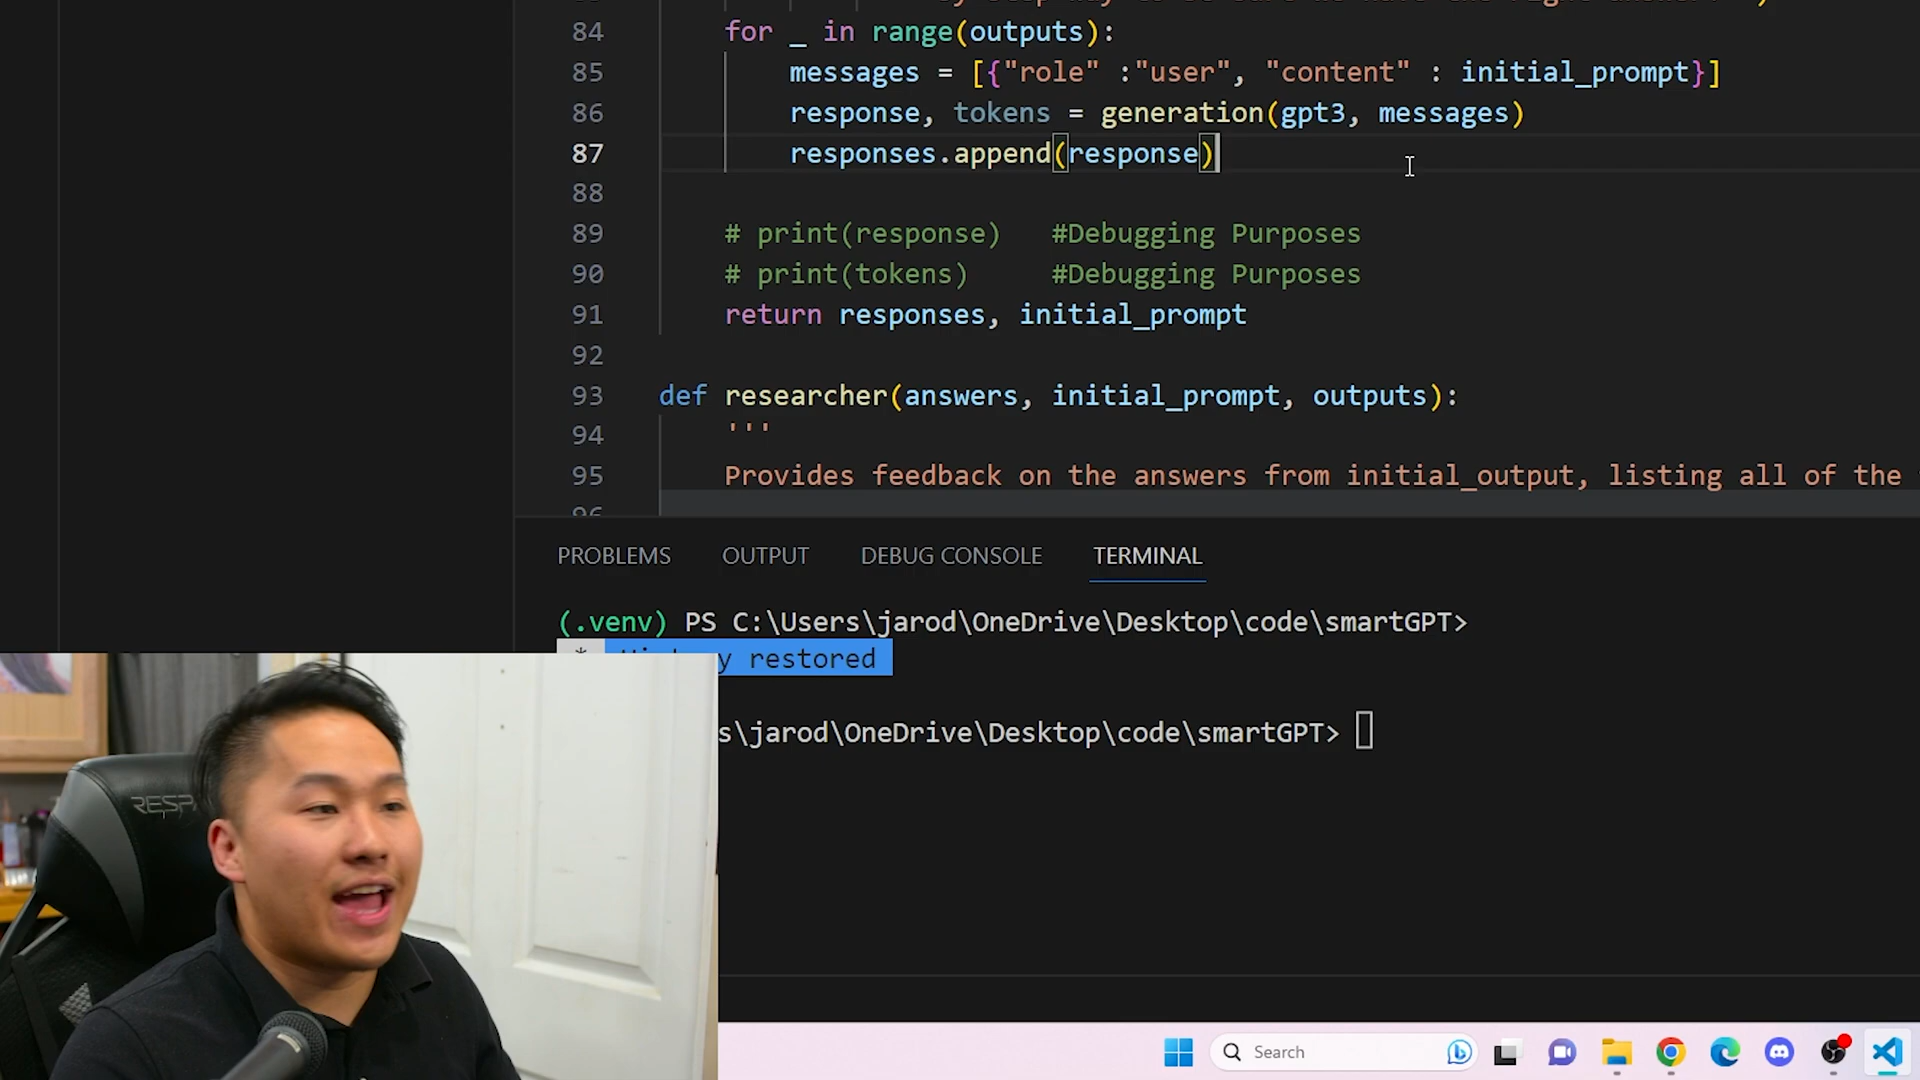 84 for _ in range(outputs):
85 messages = [{"role" :"user", "content" : initial_prompt}]
86 response, tokens = generation(gpt3, messages)
87 responses.append(response)
88
89 # print(response) #Debugging Purposes
90 # print(tokens) #Debugging Purposes
91 return responses, initial_prompt
92
93 def researcher(answers, initial_prompt, outputs):
94 '''
95 Provides feedback on the answers from initial_output, listing all of the
96
PROBLEMS OUTPUT DEBUG CONSOLE TERMINAL
(.venv) PS C:\Users\jarod\OneDrive\Desktop\code\smartGPT>
restored
s\jarod\OneDrive\Desktop\code\smartGPT>
Search